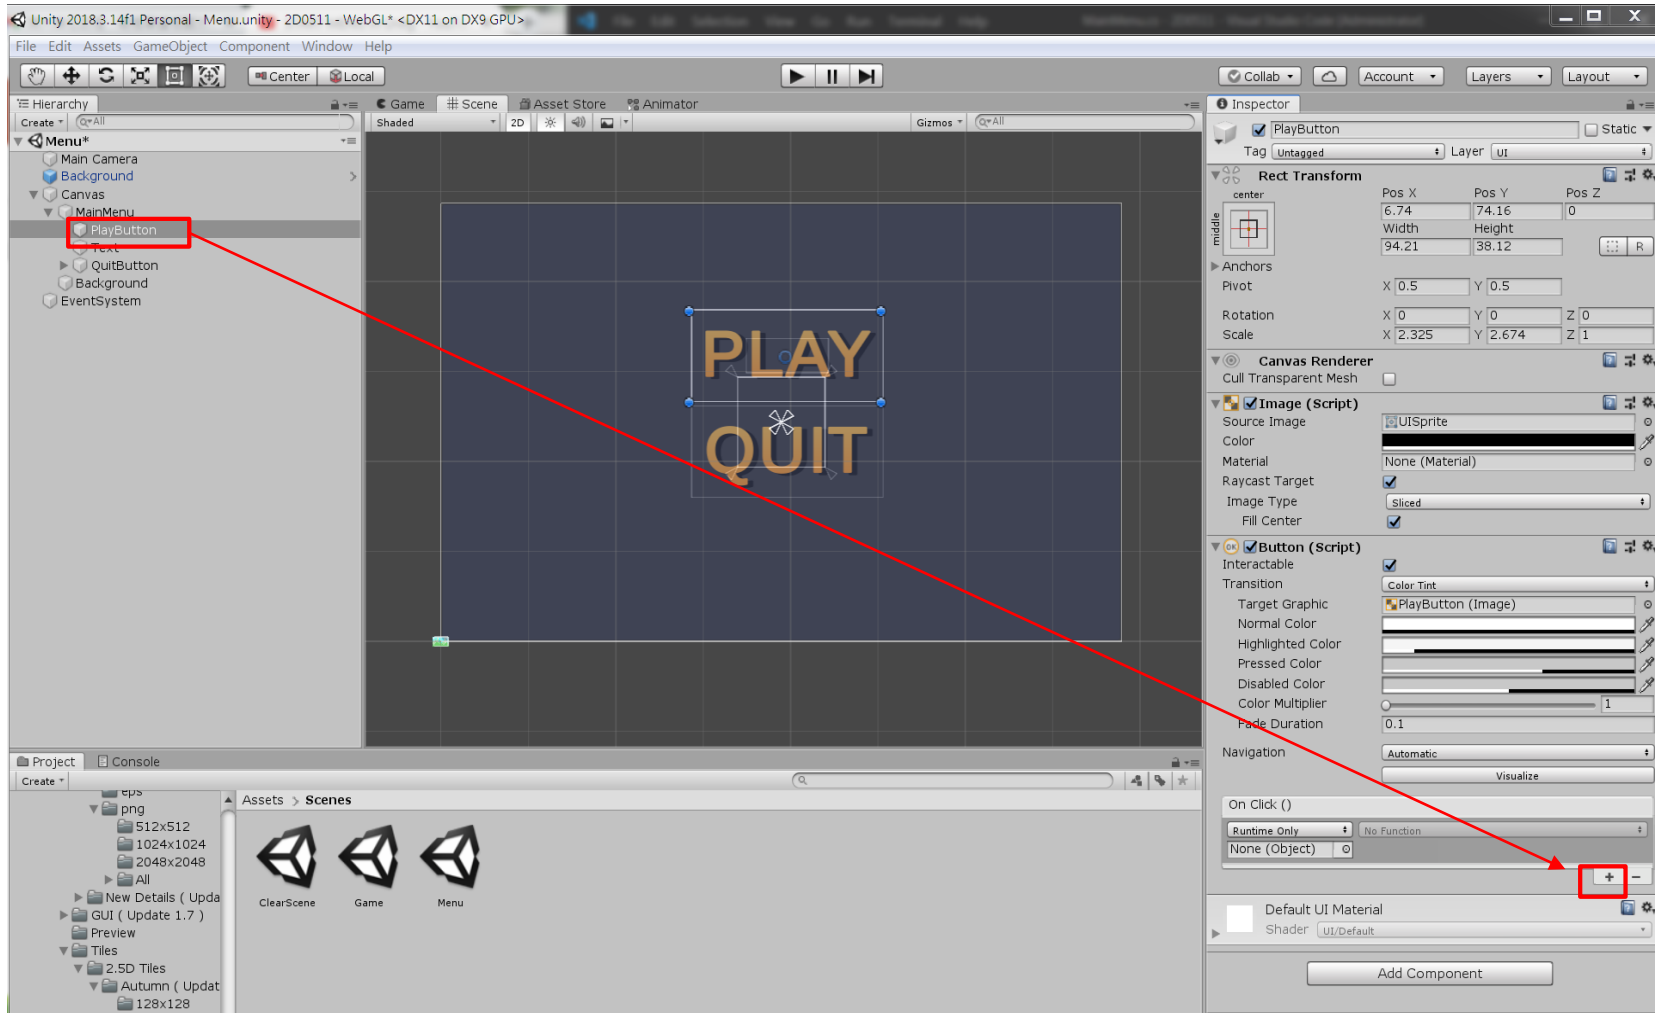 Unity 2018.3.14f1 Personal - Menu.unity - 2D0511 - WebGL* <DX11 on DX9 GPU>
File Edit Assets GameObject Component Window Help
Center Local
Collab Account Layers Layout
Hierarchy
Create All
Menu*
Main Camera
Background
Canvas
MainMenu
PlayButton
Text
QuitButton
Background
EventSystem
Game Scene Asset Store Animator
Shaded 2D Gizmos All
PLAY
QUIT
Inspector
PlayButton Static
Tag Untagged Layer UI
Rect Transform
center
middle
Pos X Pos Y Pos Z
6.74 74.16 0
Width Height
94.21 38.12 R
Anchors
Pivot X 0.5 Y 0.5
Rotation X 0 Y 0 Z 0
Scale X 2.325 Y 2.674 Z 1
Canvas Renderer
Cull Transparent Mesh
Image (Script)
Source Image UISprite
Color
Material None (Material)
Raycast Target
Image Type Sliced
Fill Center
OK Button (Script)
Interactable
Transition Color Tint
Target Graphic PlayButton (Image)
Normal Color
Highlighted Color
Pressed Color
Disabled Color
Color Multiplier 1
Fade Duration 0.1
Navigation Automatic
Visualize
On Click ()
Runtime Only No Function
None (Object)
+ −
Default UI Material
Shader UI/Default
Add Component
Project Console
Create
eps
png
512x512
1024x1024
2048x2048
All
New Details ( Upda
GUI ( Update 1.7 )
Preview
Tiles
2.5D Tiles
Autumn ( Updat
128x128
Assets > Scenes
ClearScene Game Menu